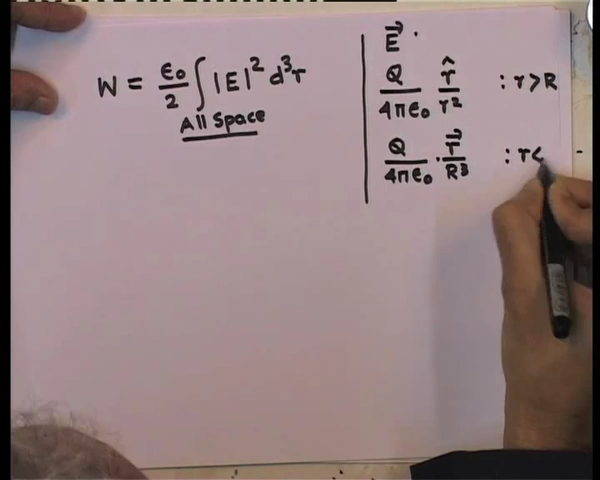 W = ε₀/2 ∫ |E|² d³r
All Space
E⃗ .
Q/4πε₀ r̂/r² : r>R
Q/4πε₀ · r⃗/R³ : r<